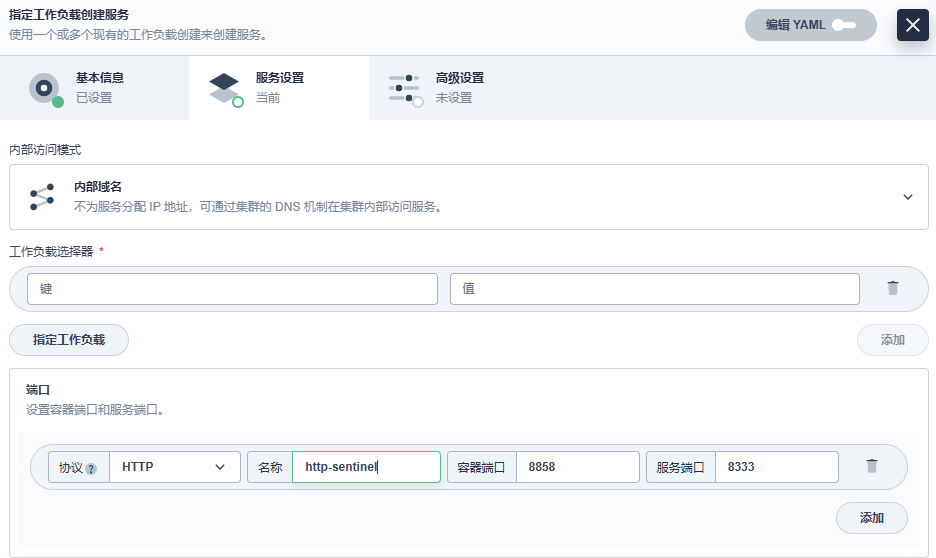 指定工作负载创建服务
使用一个或多个现有的工作负载创建来创建服务。
编辑 YAML
基本信息
已设置
服务设置
当前
高级设置
未设置
内部访问模式
内部域名
不为服务分配 IP 地址，可通过集群的 DNS 机制在集群内部访问服务。
工作负载选择器 *
键
值
指定工作负载
添加
端口
设置容器端口和服务端口。
协议 ? HTTP 名称 http-sentinel 容器端口 8858 服务端口 8333
添加